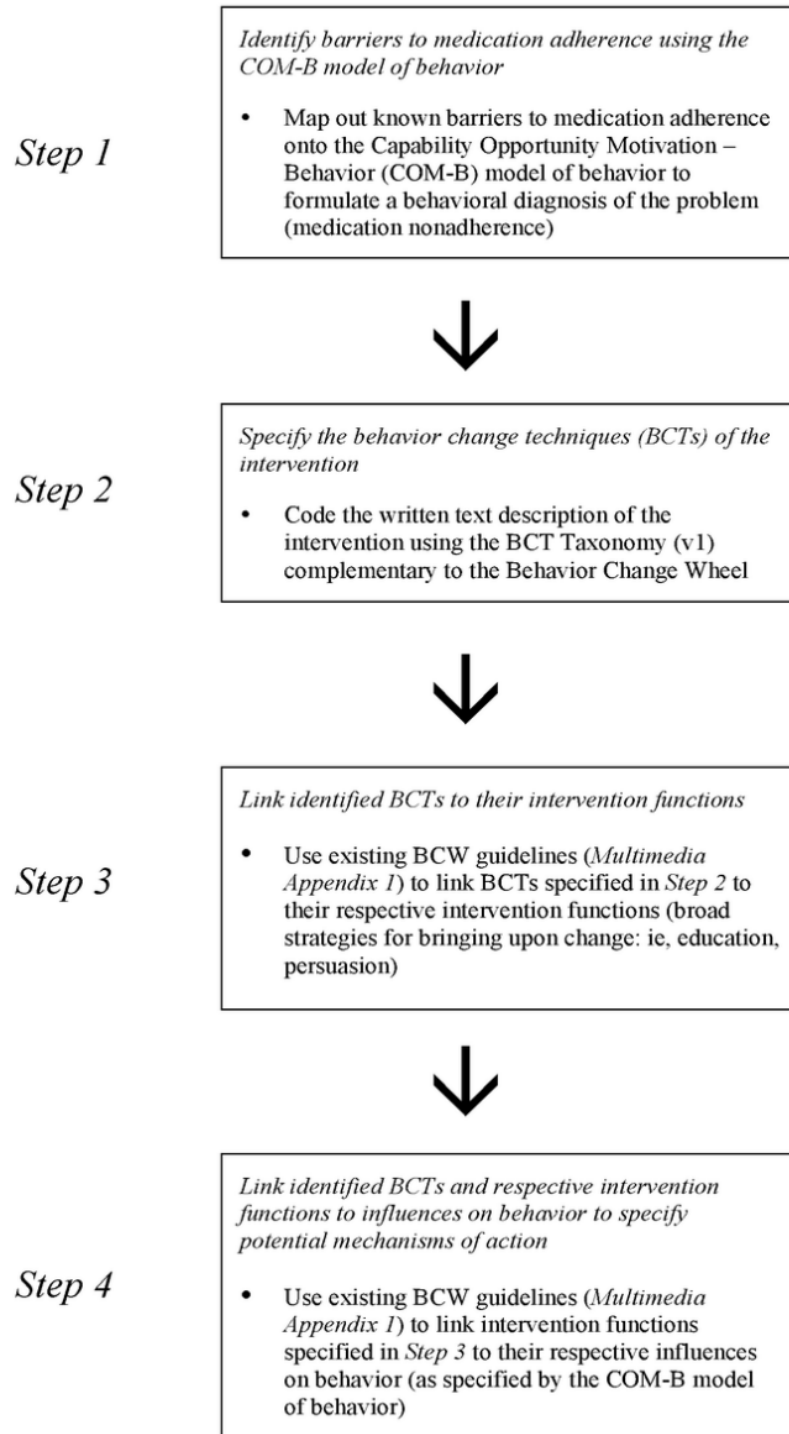 Step 1
Identify barriers to medication adherence using the
COM-B model of behavior
• Map out known barriers to medication adherence
onto the Capability Opportunity Motivation –
Behavior (COM-B) model of behavior to
formulate a behavioral diagnosis of the problem
(medication nonadherence)
Step 2
Specify the behavior change techniques (BCTs) of the
intervention
• Code the written text description of the
intervention using the BCT Taxonomy (v1)
complementary to the Behavior Change Wheel
Step 3
Link identified BCTs to their intervention functions
• Use existing BCW guidelines (Multimedia
Appendix 1) to link BCTs specified in Step 2 to
their respective intervention functions (broad
strategies for bringing upon change: ie, education,
persuasion)
Step 4
Link identified BCTs and respective intervention
functions to influences on behavior to specify
potential mechanisms of action
• Use existing BCW guidelines (Multimedia
Appendix 1) to link intervention functions
specified in Step 3 to their respective influences
on behavior (as specified by the COM-B model
of behavior)